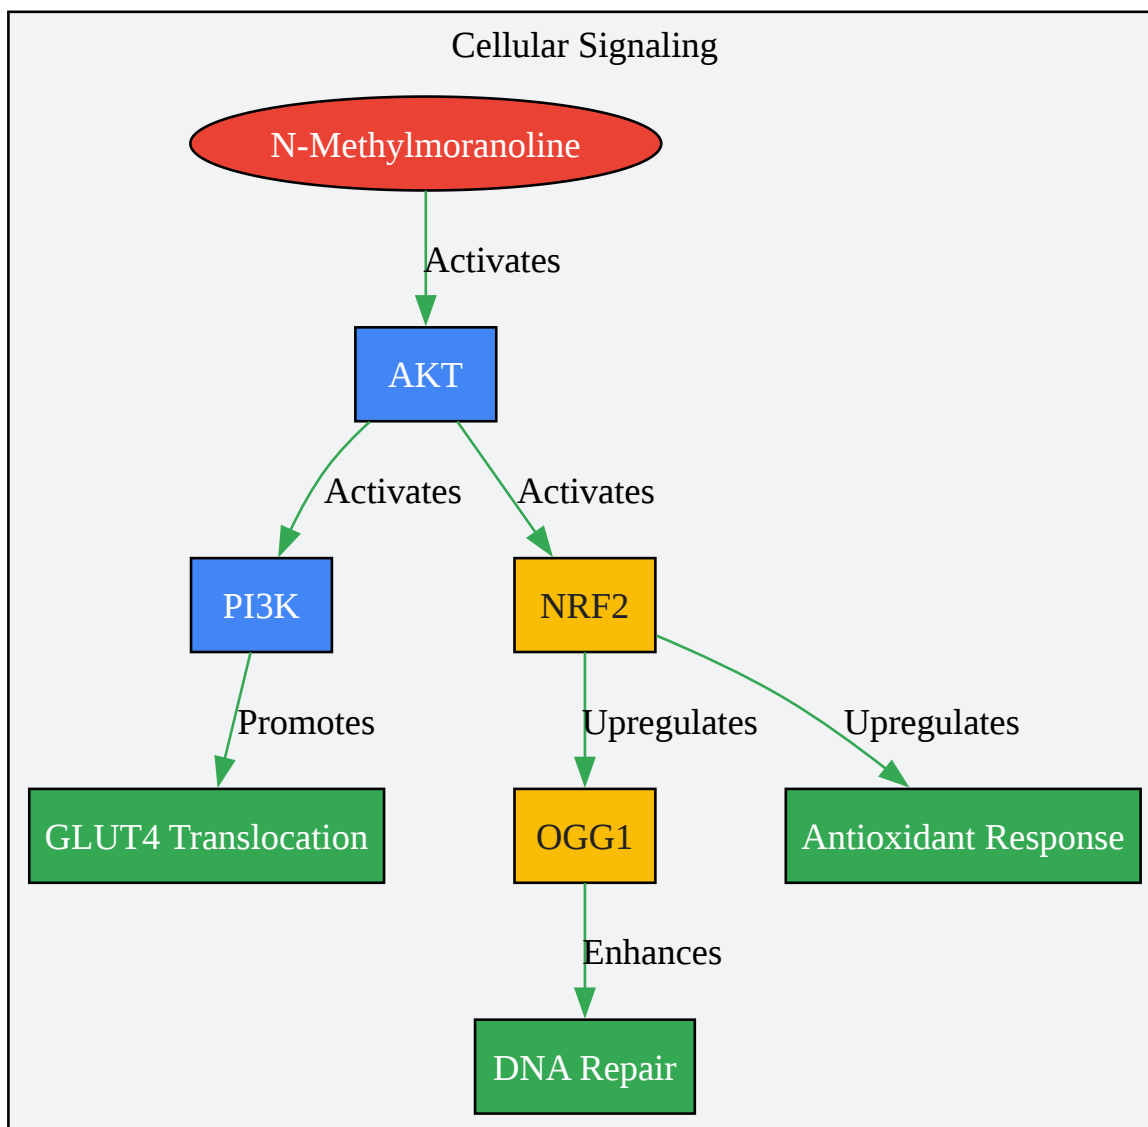 Cellular Signaling
N-Methylmoranoline
Activates
AKT
Activates
Activates
PI3K
NRF2
Promotes
Upregulates
Upregulates
GLUT4 Translocation
OGG1
Antioxidant Response
Enhances
DNA Repair